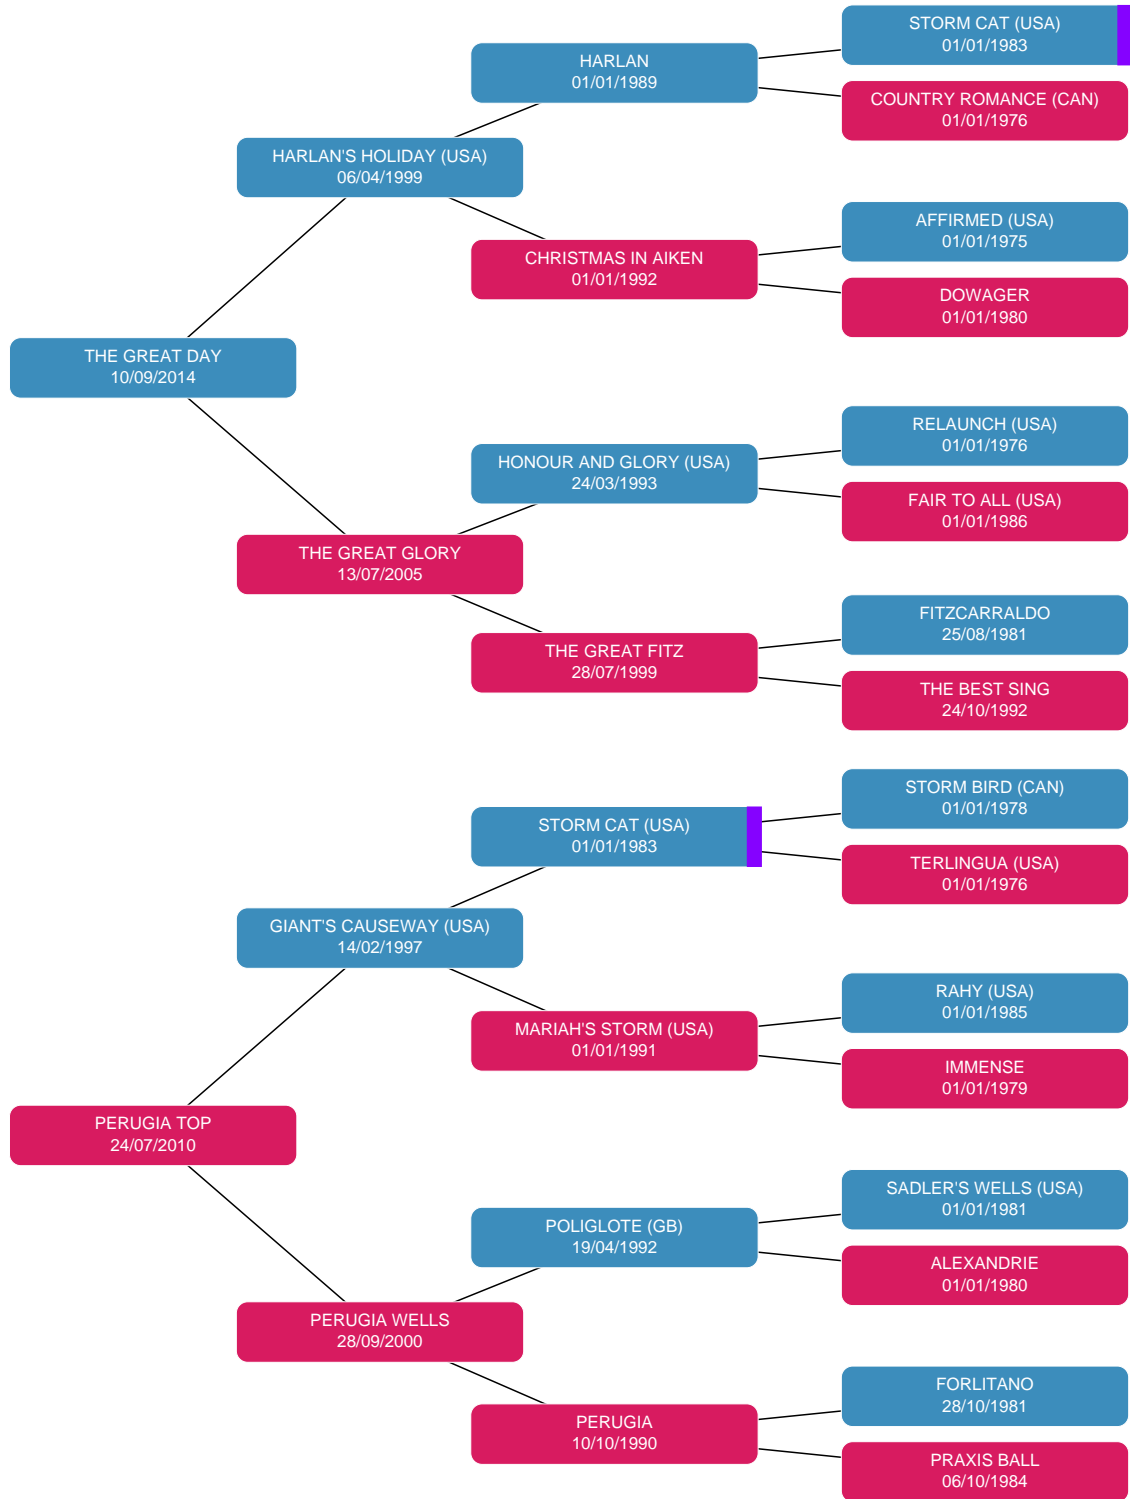 STORM CAT (USA)
01/01/1983
HARLAN
01/01/1989
COUNTRY ROMANCE (CAN)
01/01/1976
HARLAN'S HOLIDAY (USA)
06/04/1999
AFFIRMED (USA)
01/01/1975
CHRISTMAS IN AIKEN
01/01/1992
DOWAGER
01/01/1980
THE GREAT DAY
10/09/2014
RELAUNCH (USA)
01/01/1976
HONOUR AND GLORY (USA)
24/03/1993
FAIR TO ALL (USA)
01/01/1986
THE GREAT GLORY
13/07/2005
FITZCARRALDO
25/08/1981
THE GREAT FITZ
28/07/1999
THE BEST SING
24/10/1992
STORM BIRD (CAN)
01/01/1978
STORM CAT (USA)
01/01/1983
TERLINGUA (USA)
01/01/1976
GIANT'S CAUSEWAY (USA)
14/02/1997
RAHY (USA)
01/01/1985
MARIAH'S STORM (USA)
01/01/1991
IMMENSE
01/01/1979
PERUGIA TOP
24/07/2010
SADLER'S WELLS (USA)
01/01/1981
POLIGLOTE (GB)
19/04/1992
ALEXANDRIE
01/01/1980
PERUGIA WELLS
28/09/2000
FORLITANO
28/10/1981
PERUGIA
10/10/1990
PRAXIS BALL
06/10/1984